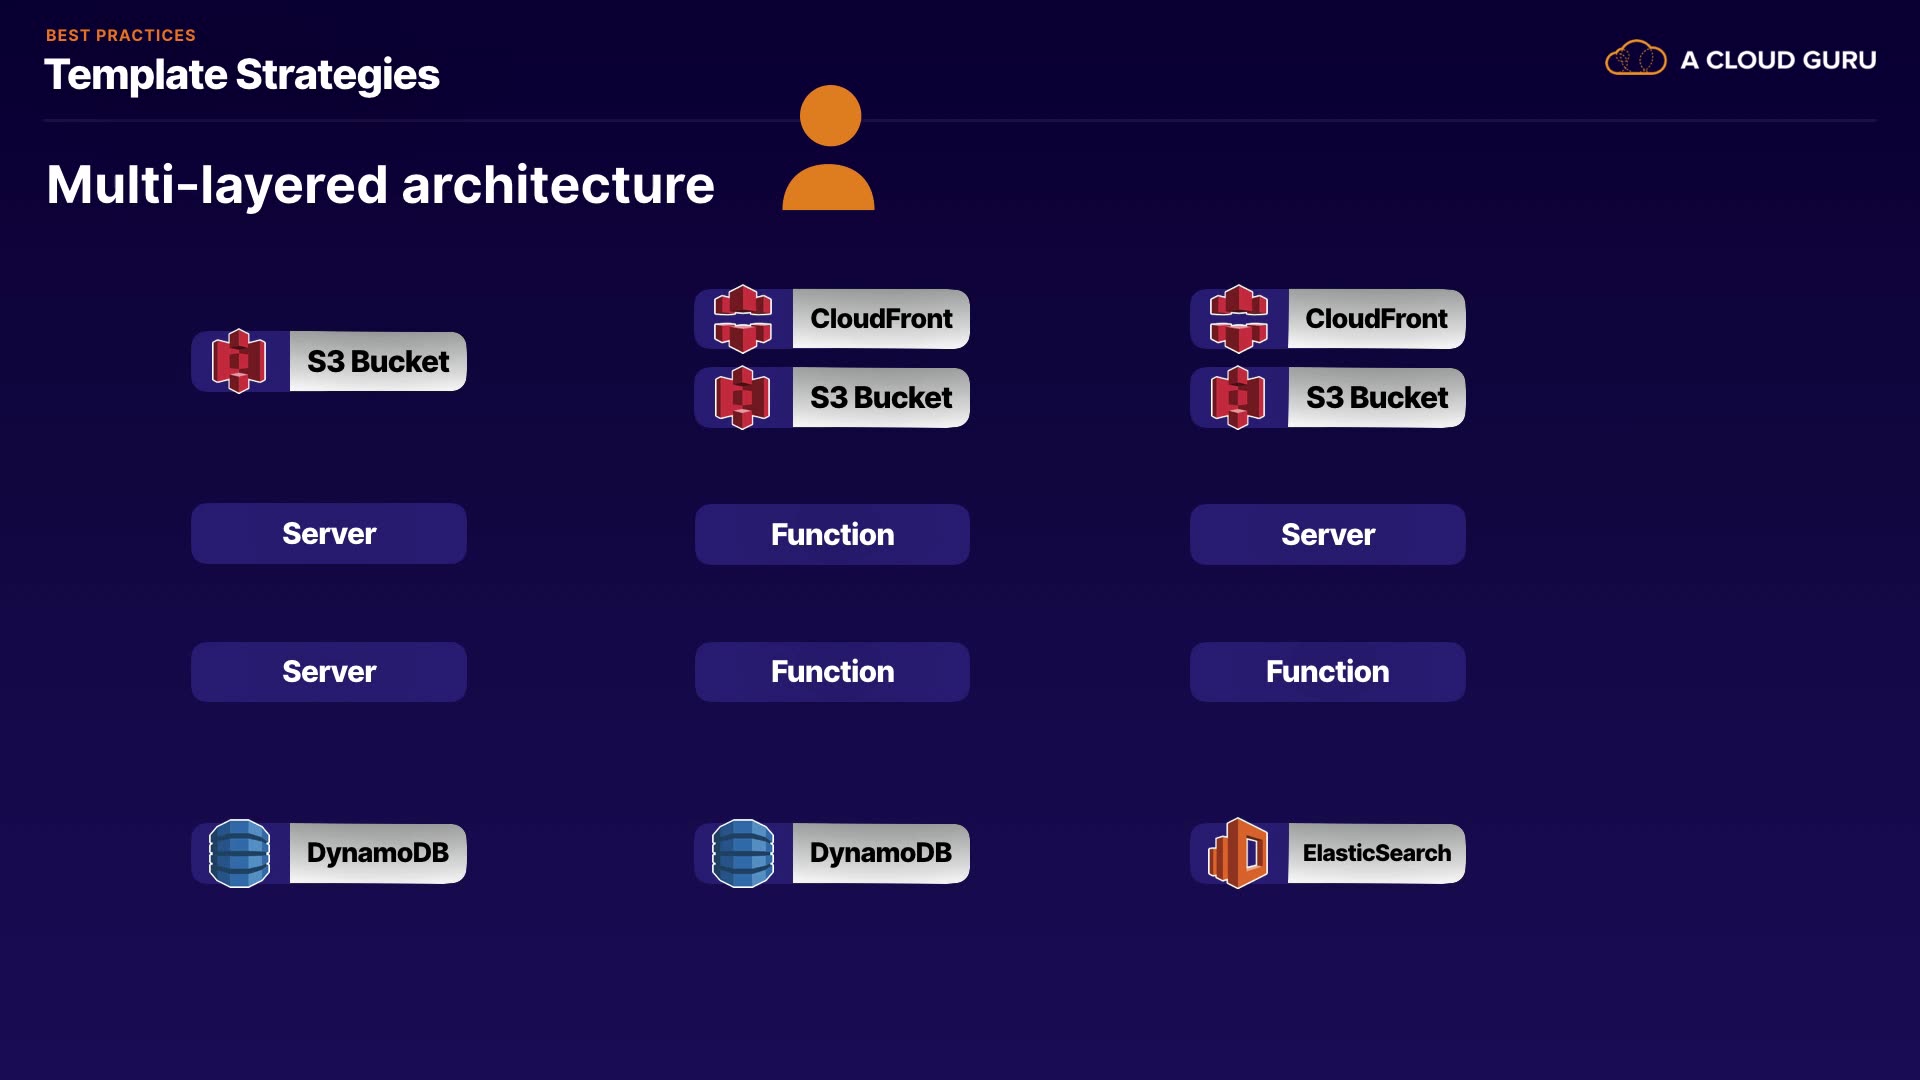 BEST PRACTICES
Template Strategies
A CLOUD GURU
Multi-layered architecture
CloudFront
CloudFront
S3 Bucket
S3 Bucket
S3 Bucket
Server
Function
Server
Server
Function
Function
DynamoDB
DynamoDB
ElasticSearch